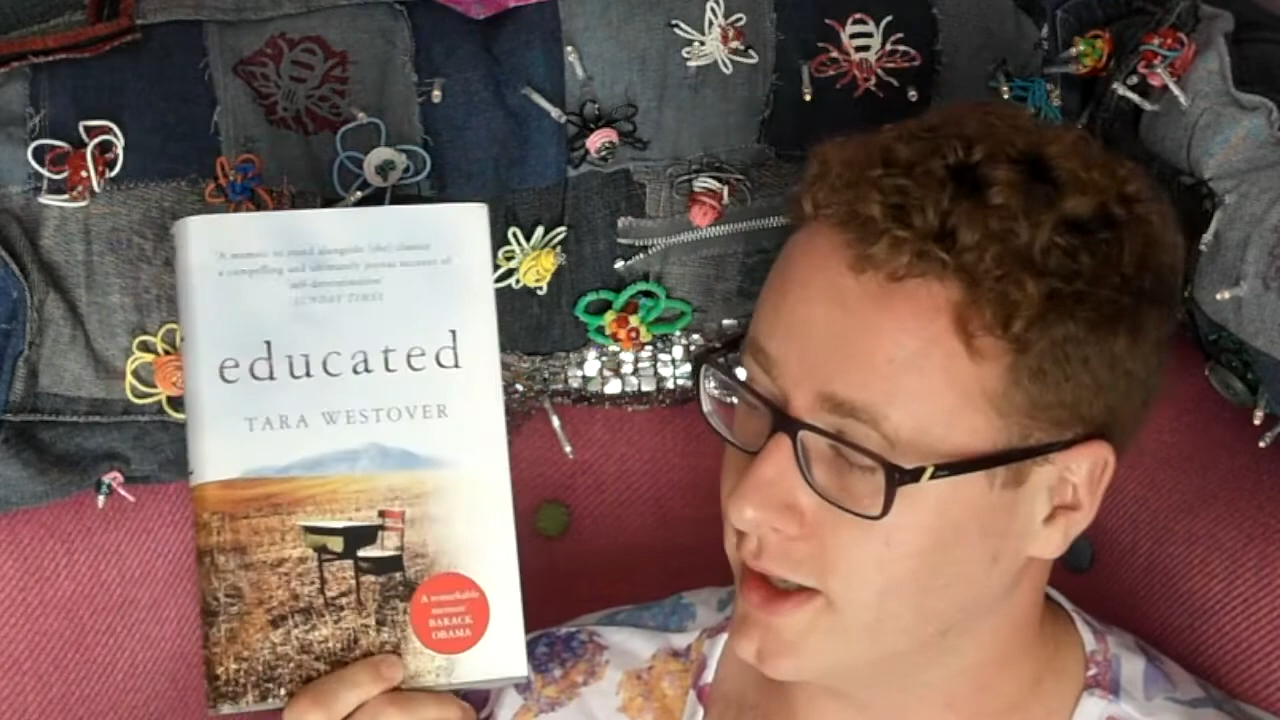 'A memoir to stand alongside [the] classics
a compelling and ultimately joyous account of
self-determination'
SUNDAY TIMES
educated
TARA WESTOVER
'A remarkable
memoir'
BARACK
OBAMA